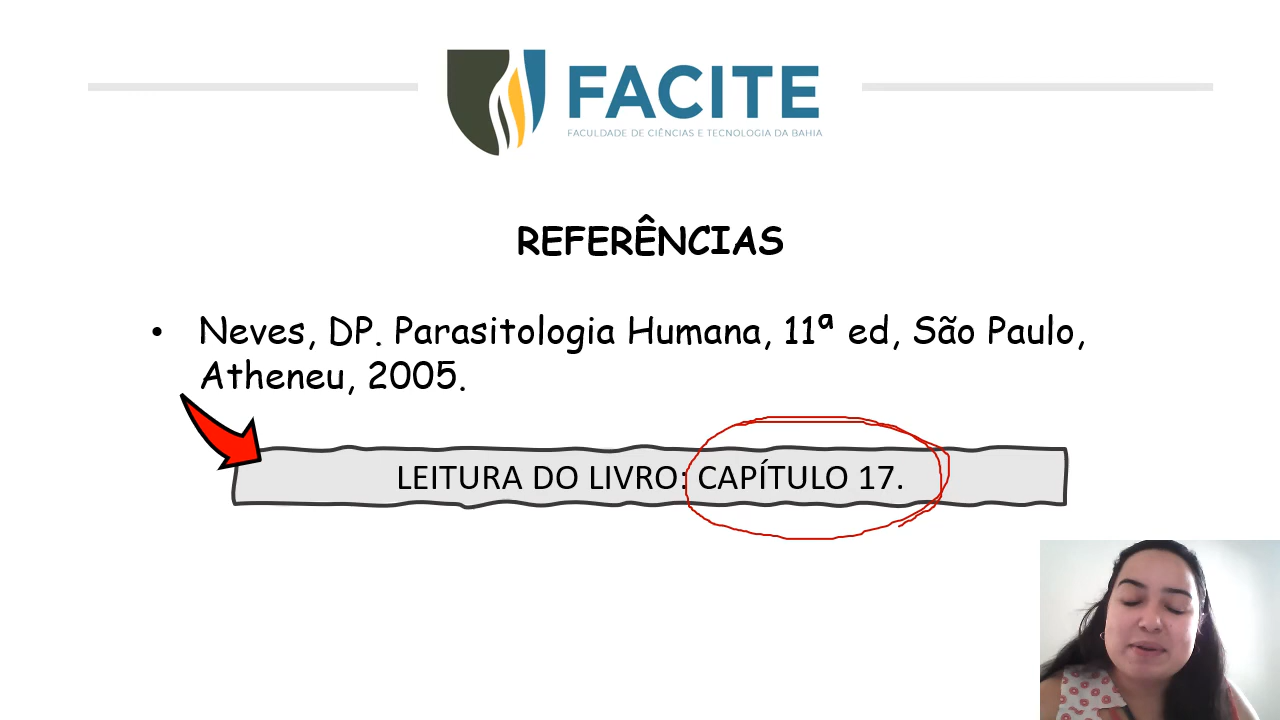 FACITE
FACULDADE DE CIÊNCIAS E TECNOLOGIA DA BAHIA
REFERÊNCIAS
• Neves, DP. Parasitologia Humana, 11ª ed, São Paulo,
Atheneu, 2005.
LEITURA DO LIVRO: CAPÍTULO 17.